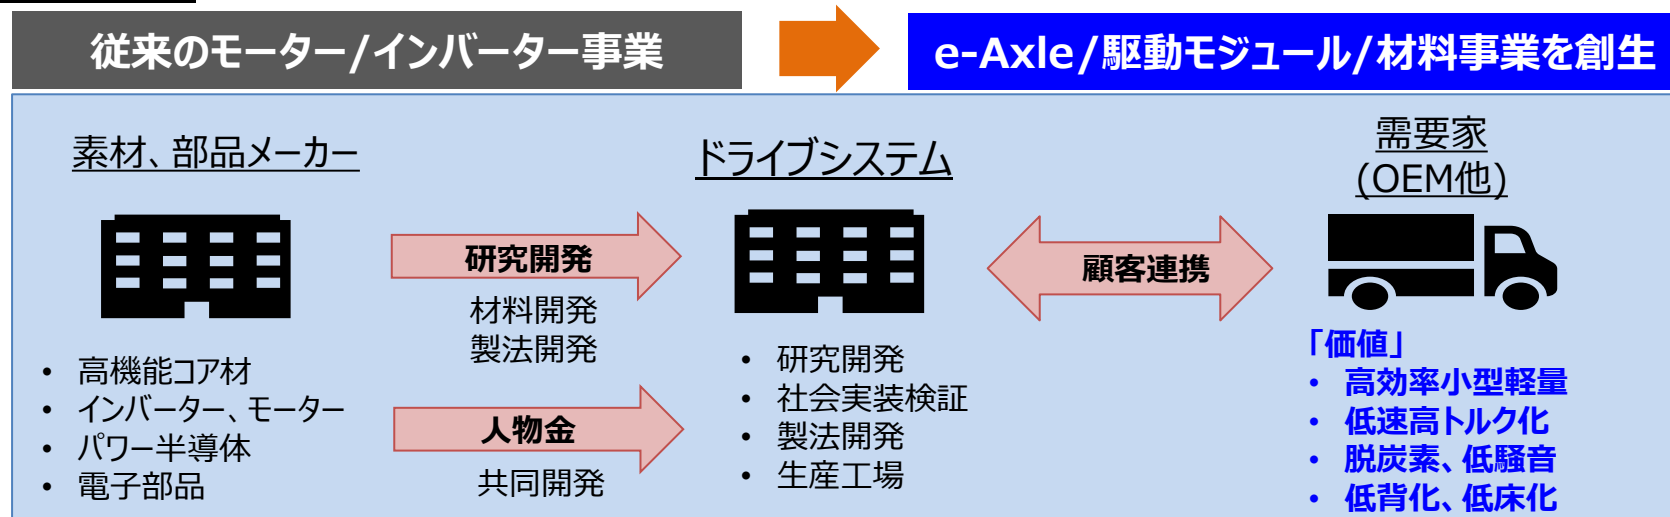 従来のモーター/インバーター事業
e-Axle/駆動モジュール/材料事業を創生
素材、部品メーカー
• 高機能コア材
• インバーター、モーター
• パワー半導体
• 電子部品
研究開発
材料開発
製法開発
人物金
共同開発
ドライブシステム
• 研究開発
• 社会実装検証
• 製法開発
• 生産工場
顧客連携
需要家
(OEM他)
「価値」
• 高効率小型軽量
• 低速高トルク化
• 脱炭素、低騒音
• 低背化、低床化